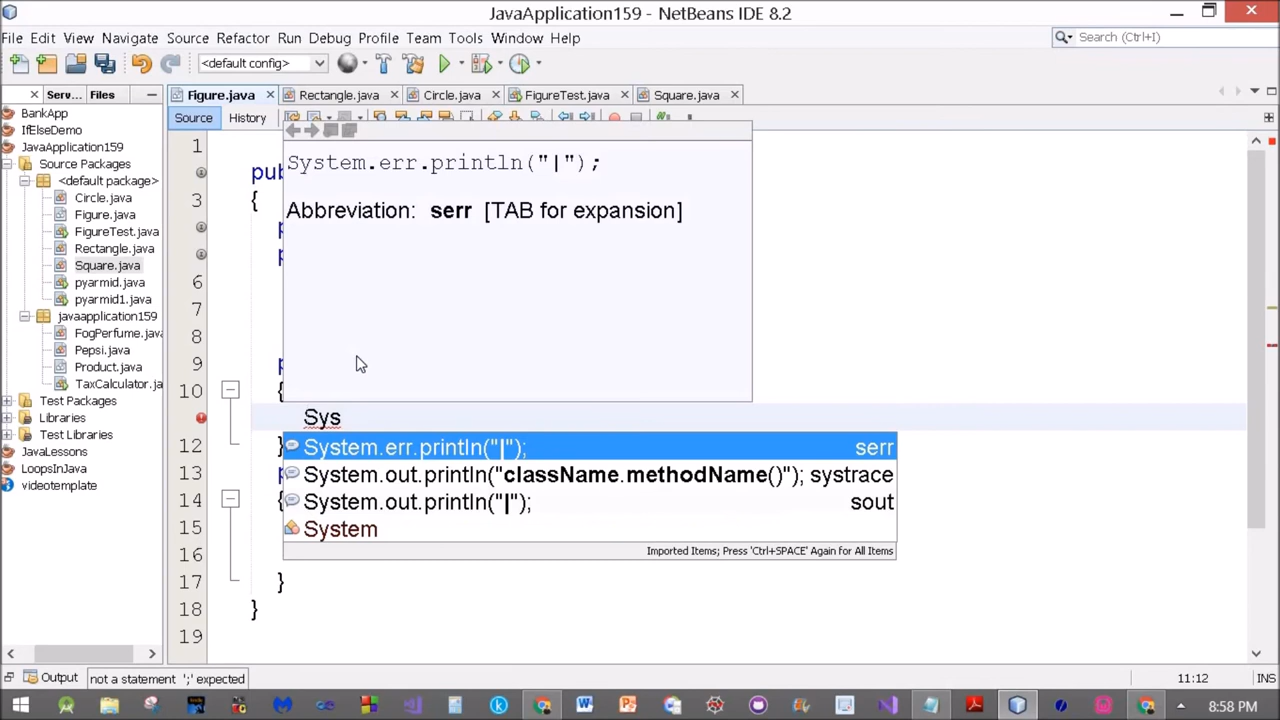 JavaApplication159 - NetBeans IDE 8.2
File Edit View Navigate Source Refactor Run Debug Profile Team Tools Window Help
Search (Ctrl+I)
<default config>
Serv... Files
Figure.java Rectangle.java Circle.java FigureTest.java Square.java
Source History
BankApp
IfElseDemo
JavaApplication159
Source Packages
<default package>
Circle.java
Figure.java
FigureTest.java
Rectangle.java
Square.java
pyarmid.java
pyarmid1.java
javaapplication159
FogPerfume.java
Pepsi.java
Product.java
TaxCalculator.ja
Test Packages
Libraries
Test Libraries
JavaLessons
LoopsInJava
videotemplate
1
pub
3 {
p
p
6
7
8
9 p
10 {
Sys
12 }
13 p
14 {
15
16
17 }
18 }
19
System.err.println("|");
Abbreviation: serr [TAB for expansion]
System.err.println("|"); serr
System.out.println("className.methodName()"); systrace
System.out.println("|"); sout
System
Imported Items; Press 'Ctrl+SPACE' Again for All Items
Output not a statement ';' expected 11:12 INS
8:58 PM